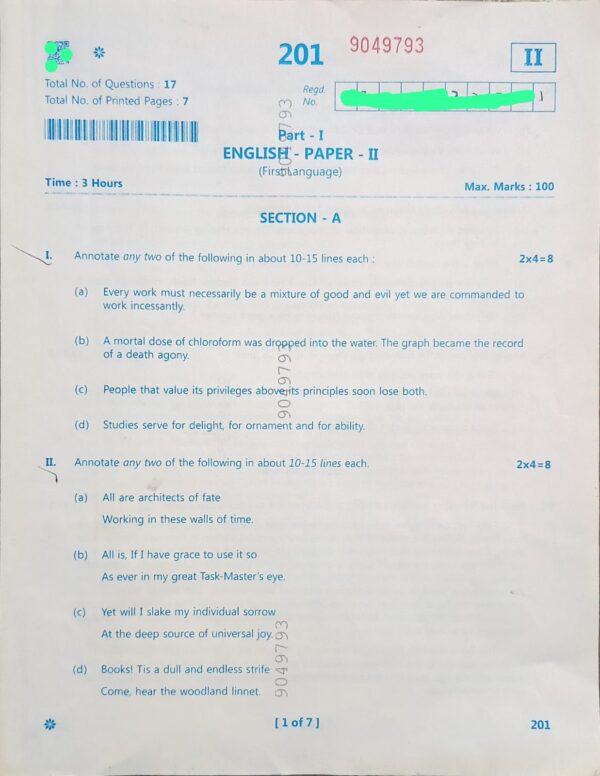 201 9049793 II
Total No. of Questions : 17
Total No. of Printed Pages : 7
Regd.
No.
1
9049793
Part - I
ENGLISH - PAPER - II
(First Language)
Time : 3 Hours
Max. Marks : 100
SECTION - A
I. Annotate any two of the following in about 10-15 lines each : 2x4=8
(a) Every work must necessarily be a mixture of good and evil yet we are commanded to
work incessantly.
(b) A mortal dose of chloroform was dropped into the water. The graph became the record
of a death agony.
9049793
(c) People that value its privileges above its principles soon lose both.
(d) Studies serve for delight, for ornament and for ability.
II. Annotate any two of the following in about 10-15 lines each. 2x4=8
(a) All are architects of fate
Working in these walls of time.
(b) All is, If I have grace to use it so
As ever in my great Task-Master's eye.
(c) Yet will I slake my individual sorrow
At the deep source of universal joy.
9049793
(d) Books! Tis a dull and endless strife
Come, hear the woodland linnet.
[ 1 of 7 ]
201